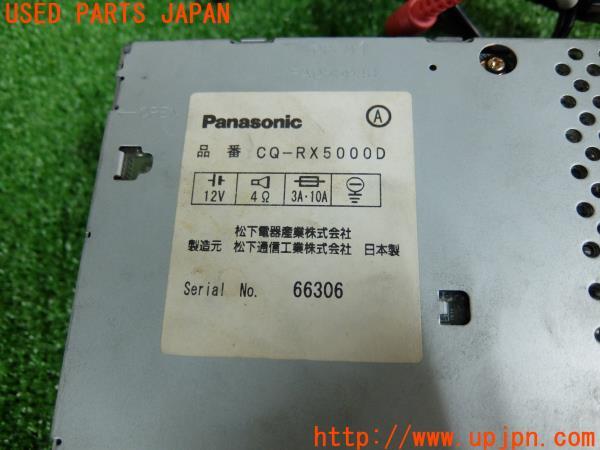 USED PARTS JAPAN
Panasonic Ⓐ
品 番 CQ-RX5000D
12V 4Ω 3A·10A
松下電器産業株式会社
製造元 松下通信工業株式会社 日本製
Serial No. 66306
http://www.upjpn.com